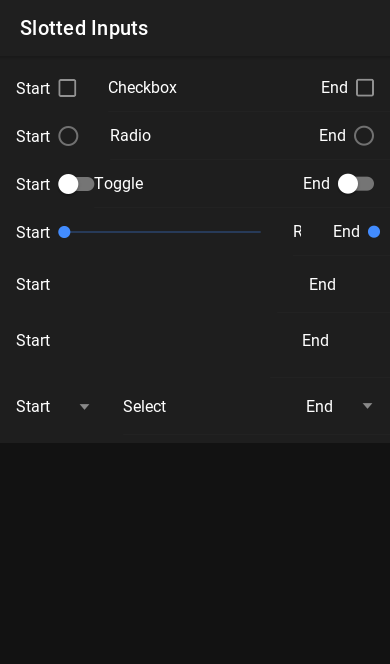 Slotted Inputs
Start Checkbox End
Start Radio End
Start Toggle End
Start R End
Start End
Start End
Start Select End